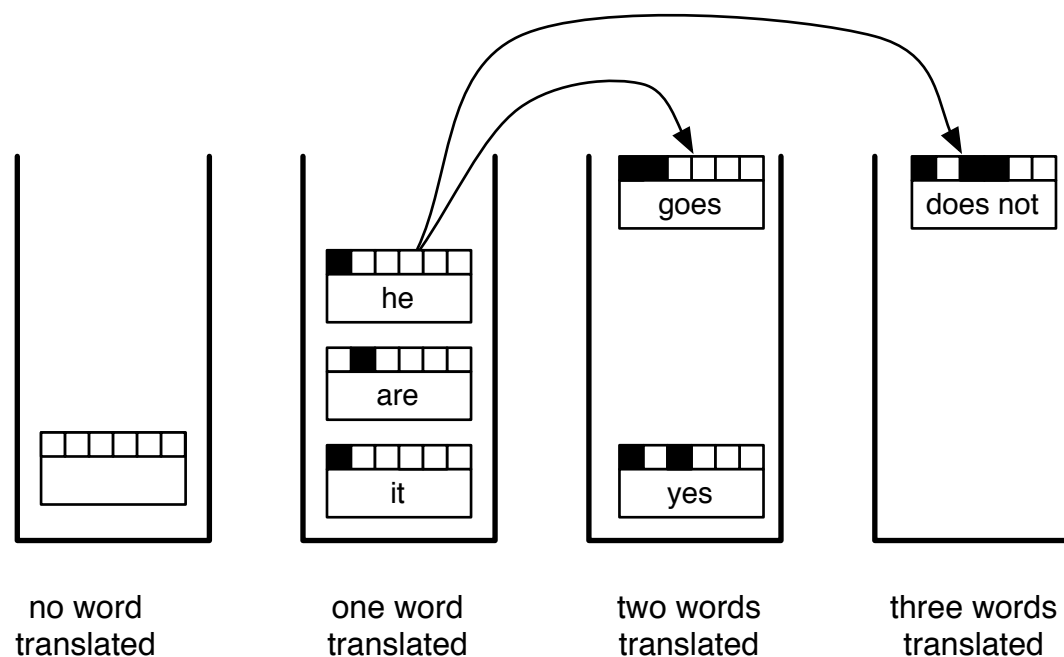 goes
does not
he
are
it
yes
no word
translated
one word
translated
two words
translated
three words
translated